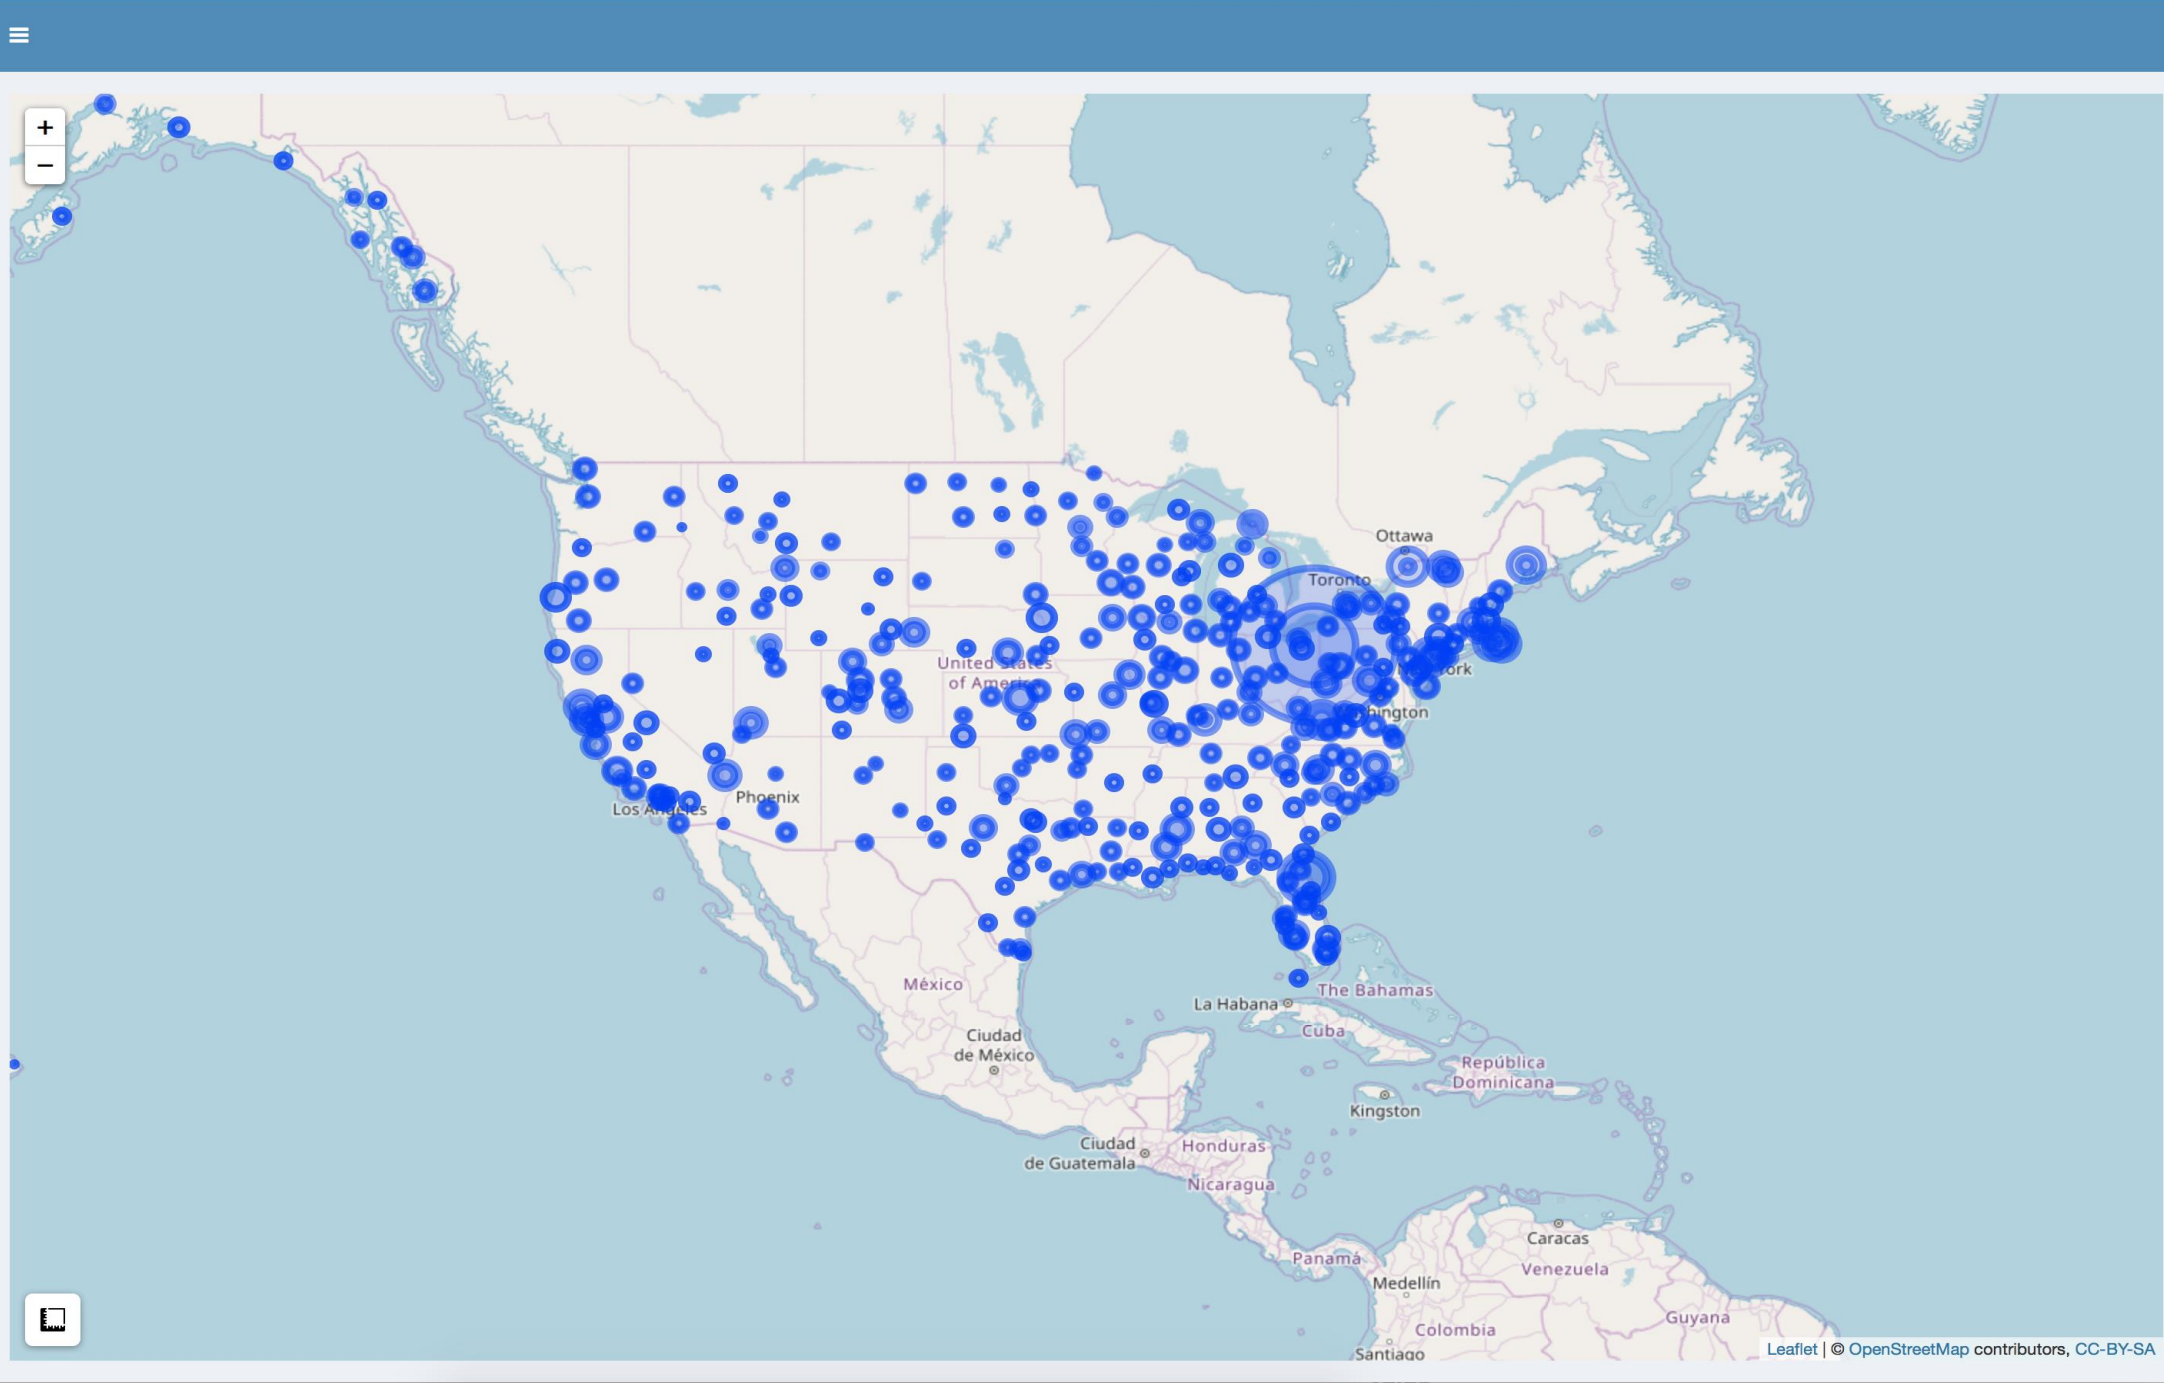 +
−
Ottawa
Toronto
United States
of America
York
hington
Phoenix
Los Angeles
México
La Habana
The Bahamas
Cuba
Ciudad
de México
República
Dominicana
Kingston
Ciudad
de Guatemala
Honduras
Nicaragua
Caracas
Panamá
Venezuela
Medellín
Guyana
Colombia
Santiago
Leaflet | © OpenStreetMap contributors, CC-BY-SA